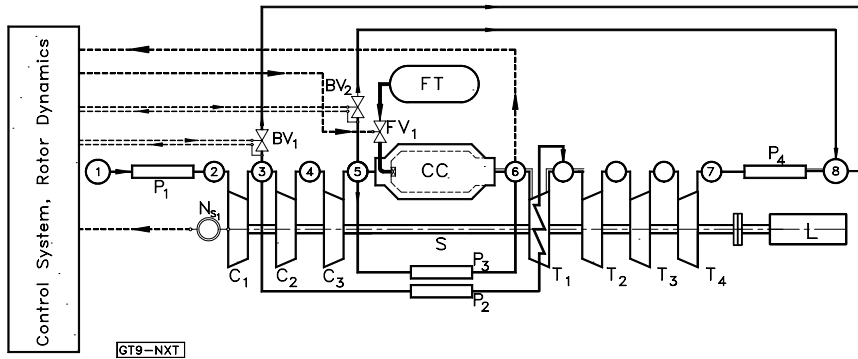 Control System, Rotor Dynamics
BV₂
FT
FV₁
BV₁
CC
1
P₁
2
3
4
5
6
7
P₄
8
N_S1
S
L
C₁
C₂
C₃
P₃
P₂
T₁
T₂
T₃
T₄
GT9-NXT